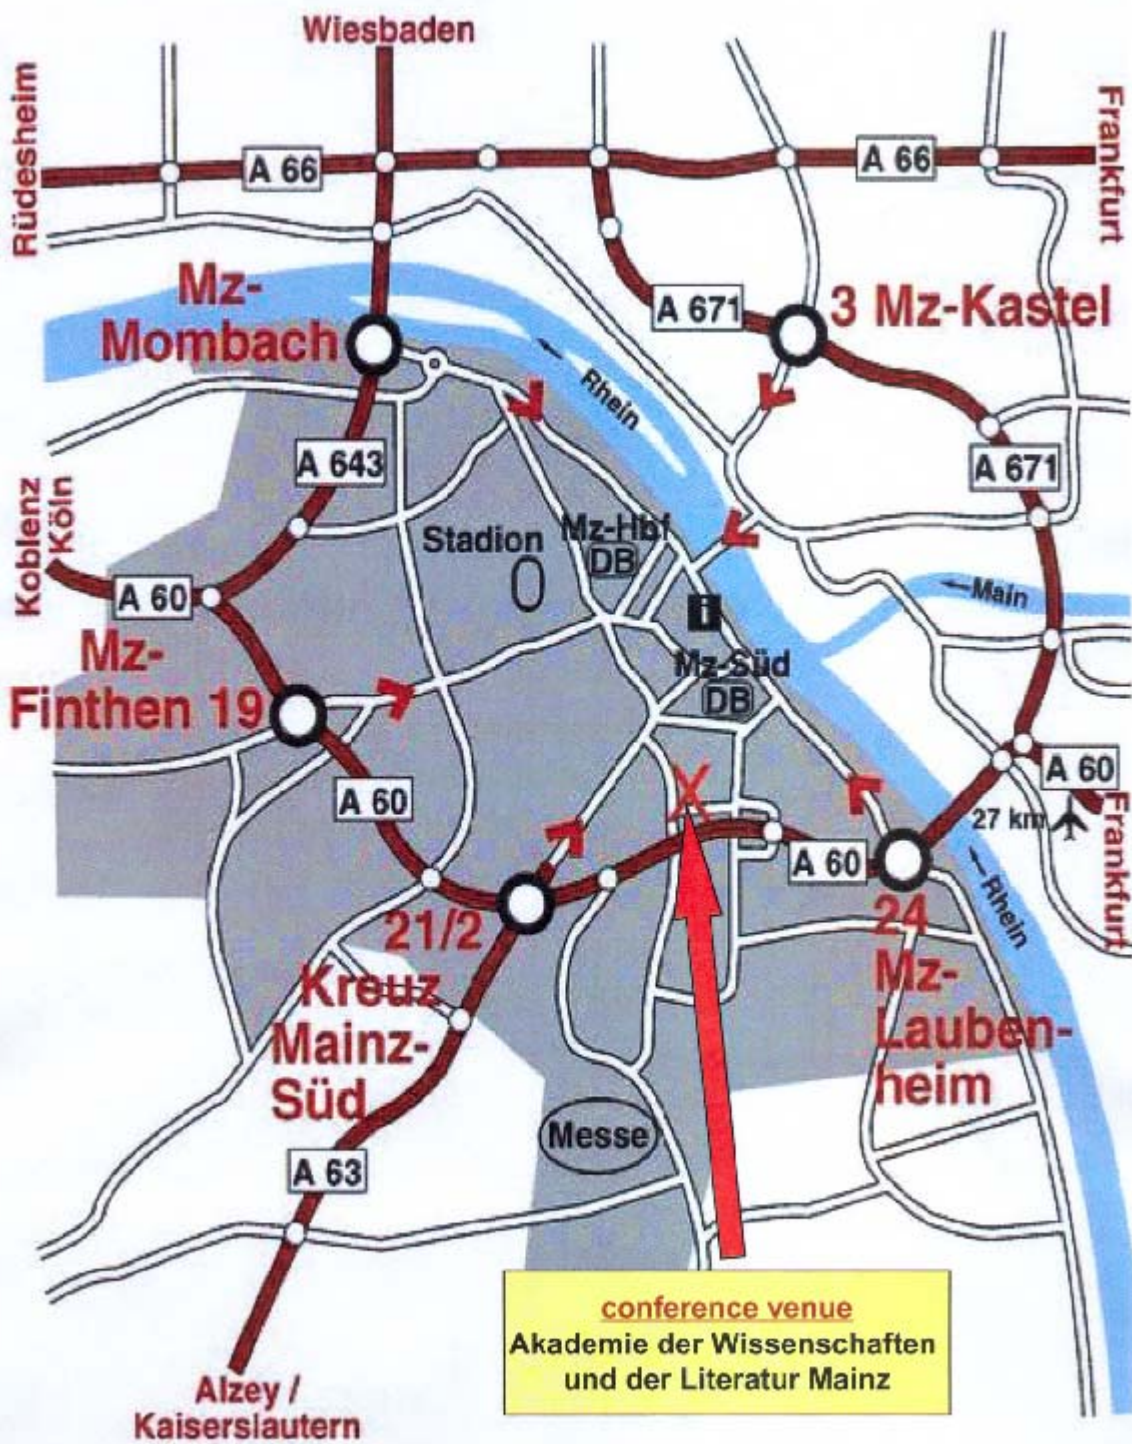 Wiesbaden
Rüdesheim
A 66
A 66
Frankfurt
Mz-
Mombach
A 671
3 Mz-Kastel
Rhein
A 643
A 671
Koblenz
Köln
Stadion
Mz-Hbf
DB
A 60
i
Main
Mz-
Finthen 19
Mz-Süd
DB
A 60
A 60
27 km
Frankfurt
A 60
21/2
Kreuz
Mainz-
Süd
24
Mz-
Lauben-
heim
Rhein
Messe
A 63
conference venue
Akademie der Wissenschaften
und der Literatur Mainz
Alzey /
Kaiserslautern